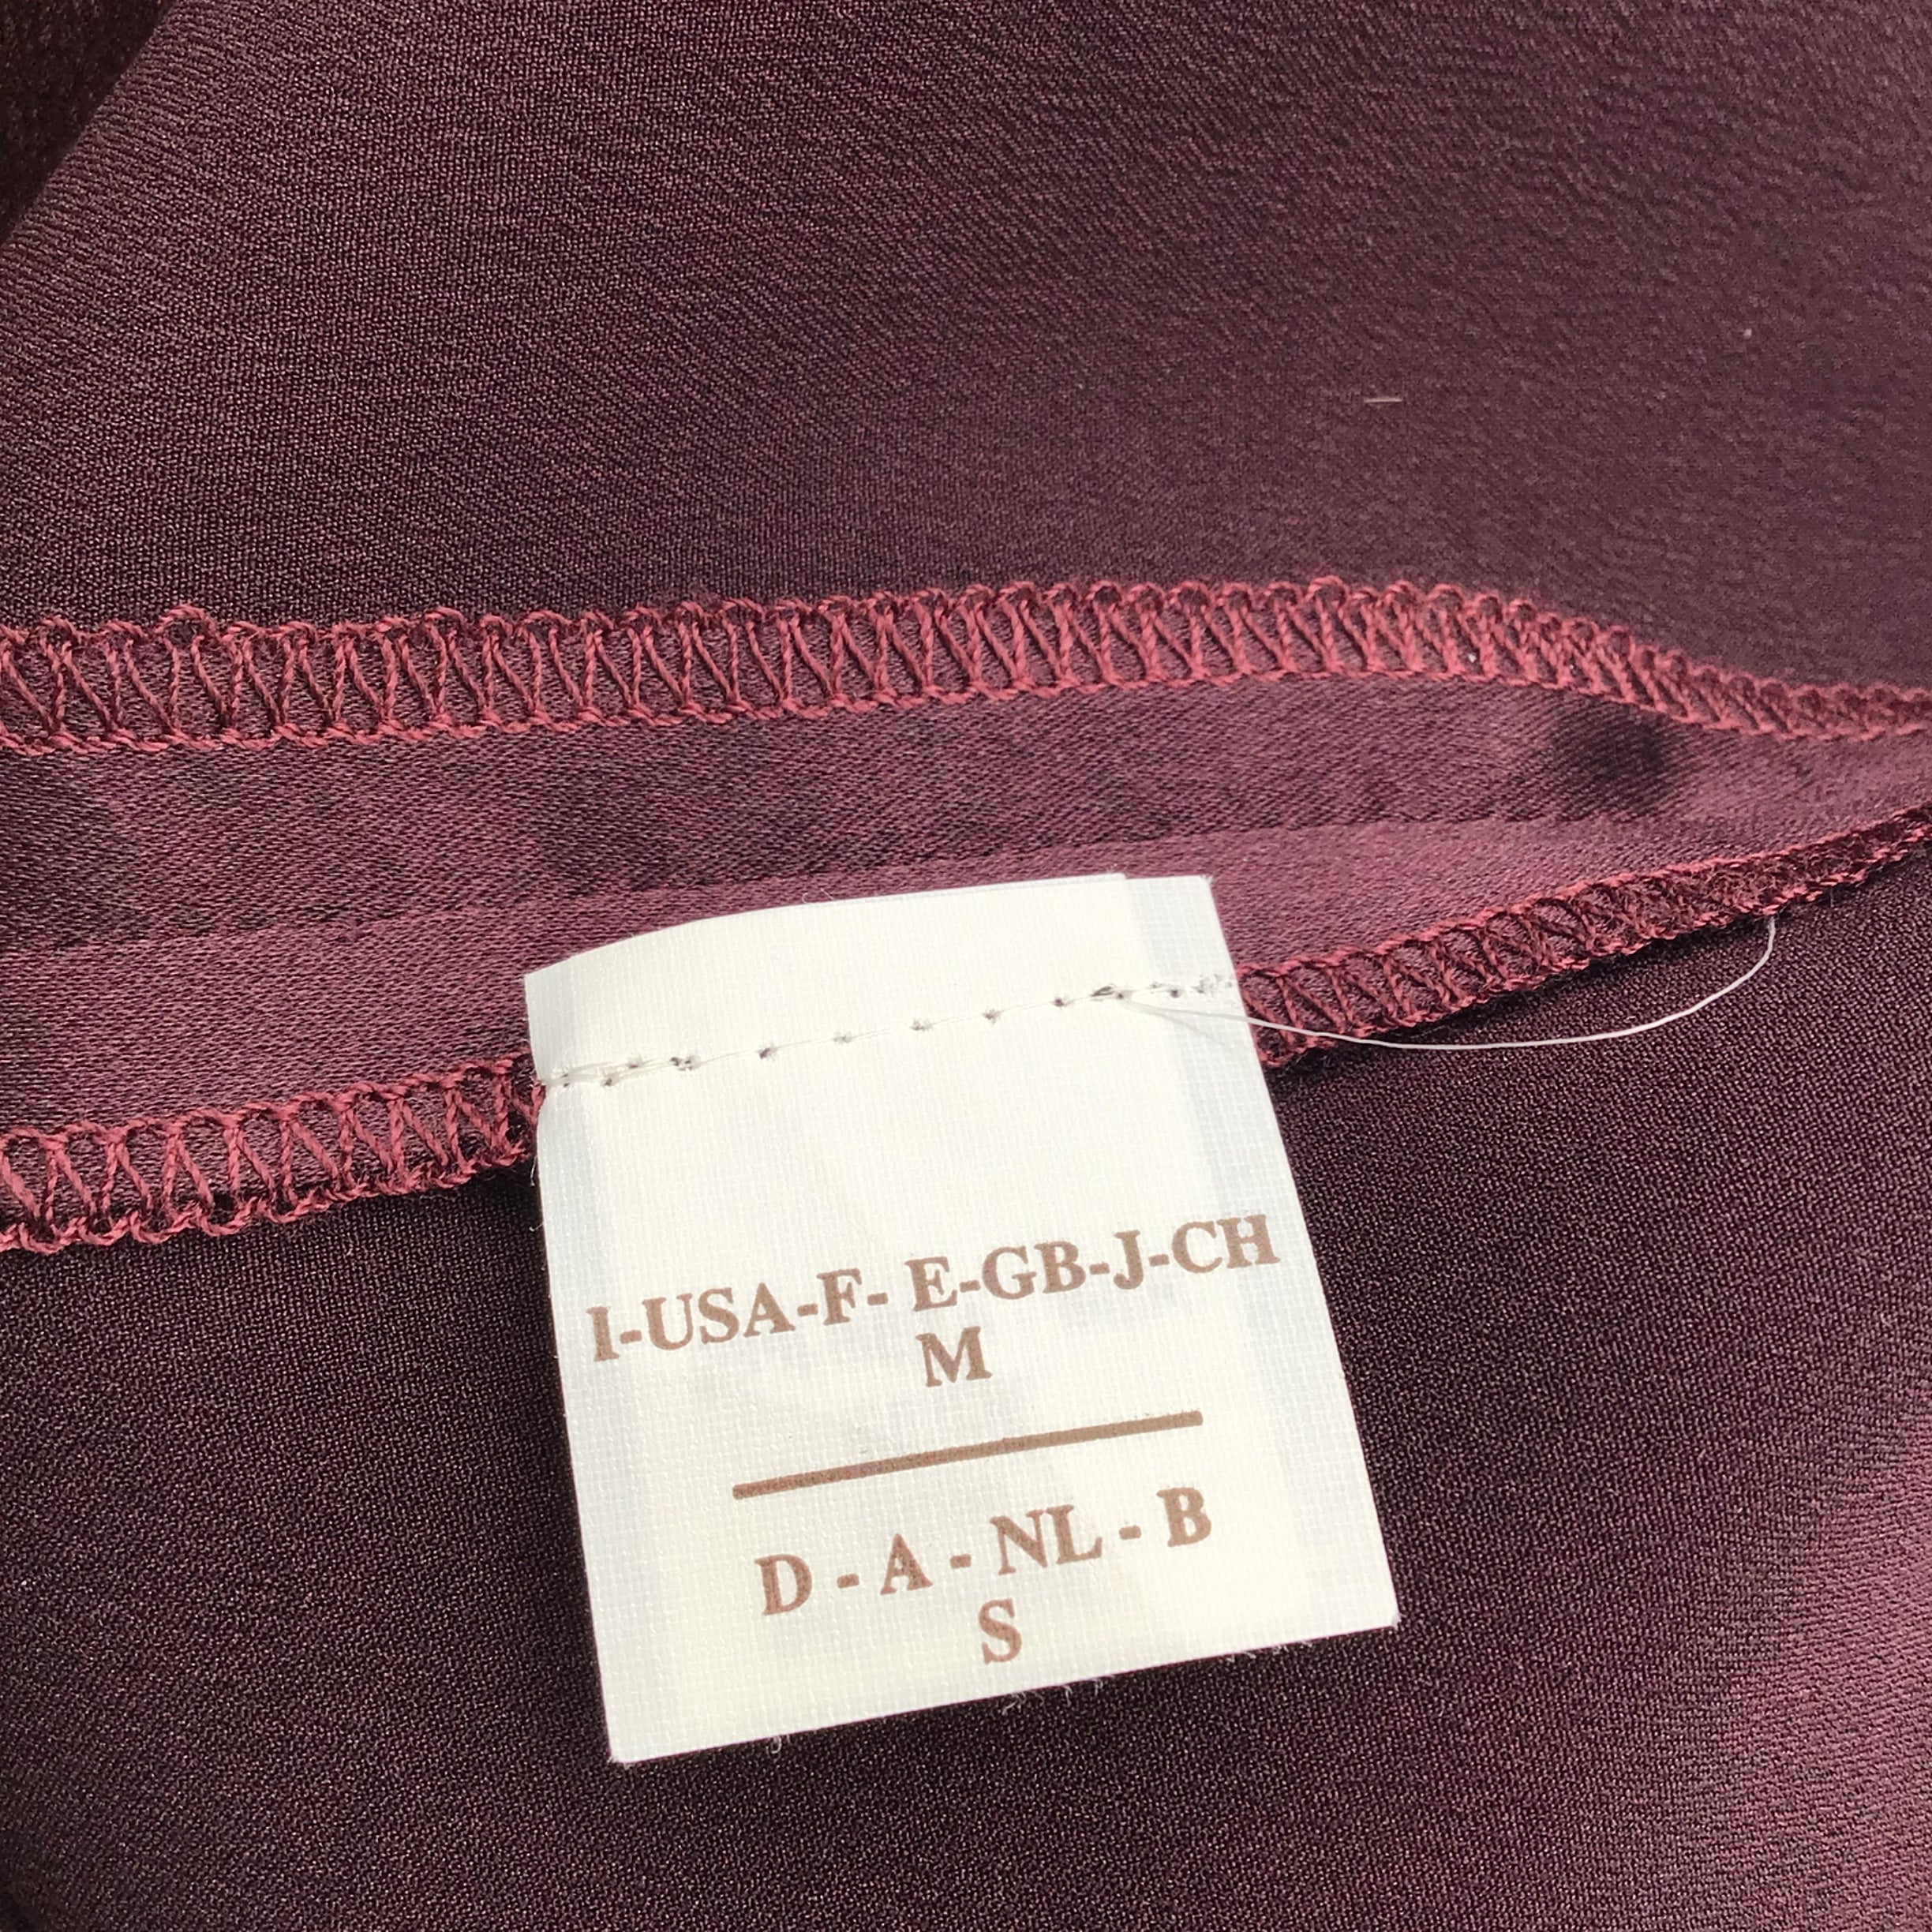 I-USA-F- E-GB-J-CH
M
D - A - NL - B
S